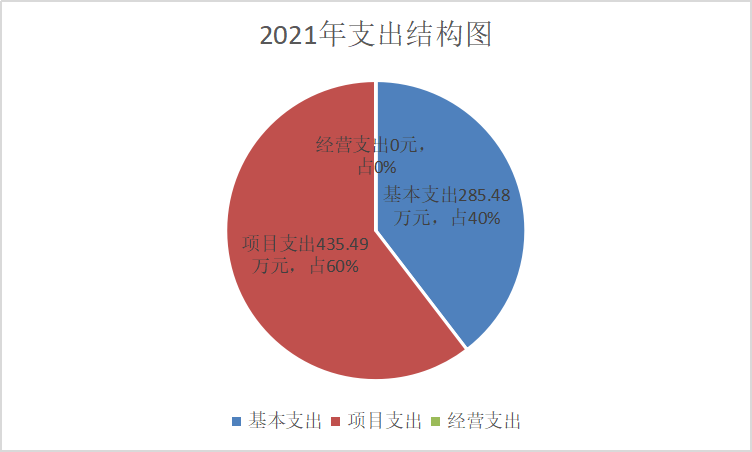 2021年支出结构图
经营支出0元，
占0%
基本支出285.48
万元，占40%
项目支出435.49
万元，占60%
基本支出 项目支出 经营支出